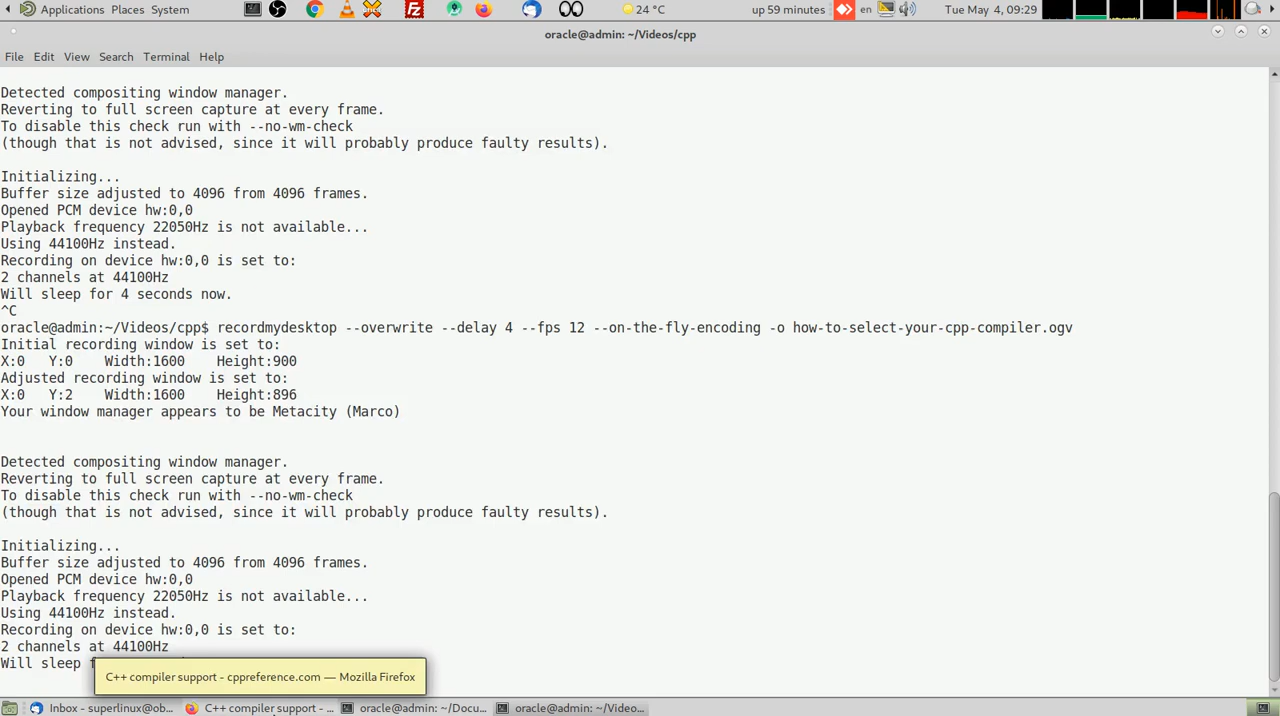 Applications Places System 24 °C up 59 minutes en Tue May 4, 09:29
oracle@admin: ~/Videos/cpp
File Edit View Search Terminal Help
Detected compositing window manager.
Reverting to full screen capture at every frame.
To disable this check run with --no-wm-check
(though that is not advised, since it will probably produce faulty results).
Initializing...
Buffer size adjusted to 4096 from 4096 frames.
Opened PCM device hw:0,0
Playback frequency 22050Hz is not available...
Using 44100Hz instead.
Recording on device hw:0,0 is set to:
2 channels at 44100Hz
Will sleep for 4 seconds now.
^C
oracle@admin:~/Videos/cpp$ recordmydesktop --overwrite --delay 4 --fps 12 --on-the-fly-encoding -o how-to-select-your-cpp-compiler.ogv
Initial recording window is set to:
X:0 Y:0 Width:1600 Height:900
Adjusted recording window is set to:
X:0 Y:2 Width:1600 Height:896
Your window manager appears to be Metacity (Marco)
Detected compositing window manager.
Reverting to full screen capture at every frame.
To disable this check run with --no-wm-check
(though that is not advised, since it will probably produce faulty results).
Initializing...
Buffer size adjusted to 4096 from 4096 frames.
Opened PCM device hw:0,0
Playback frequency 22050Hz is not available...
Using 44100Hz instead.
Recording on device hw:0,0 is set to:
2 channels at 44100Hz
Will sleep f
C++ compiler support - cppreference.com — Mozilla Firefox
Inbox - superlinux@ob... C++ compiler support - ... oracle@admin: ~/Docu... oracle@admin: ~/Video...